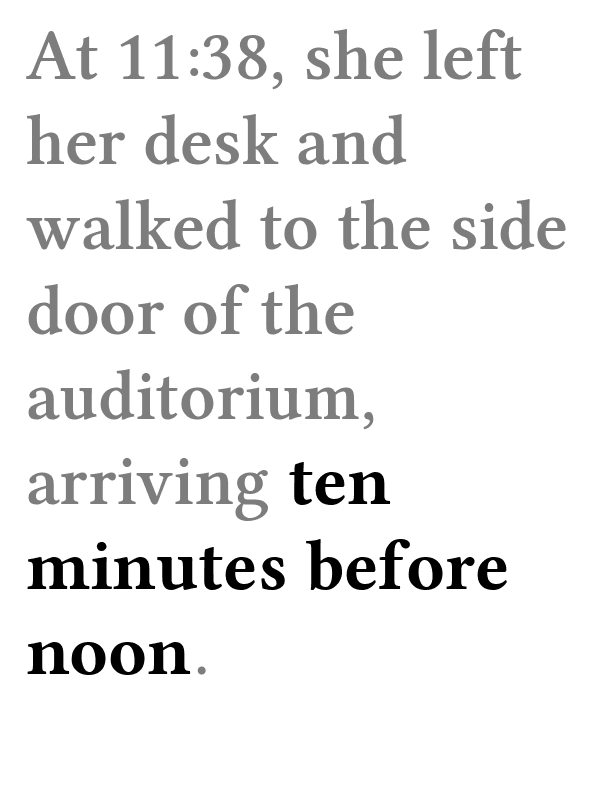 At 11:38, she left
her desk and
walked to the side
door of the
auditorium,
arriving ten
minutes before
noon.